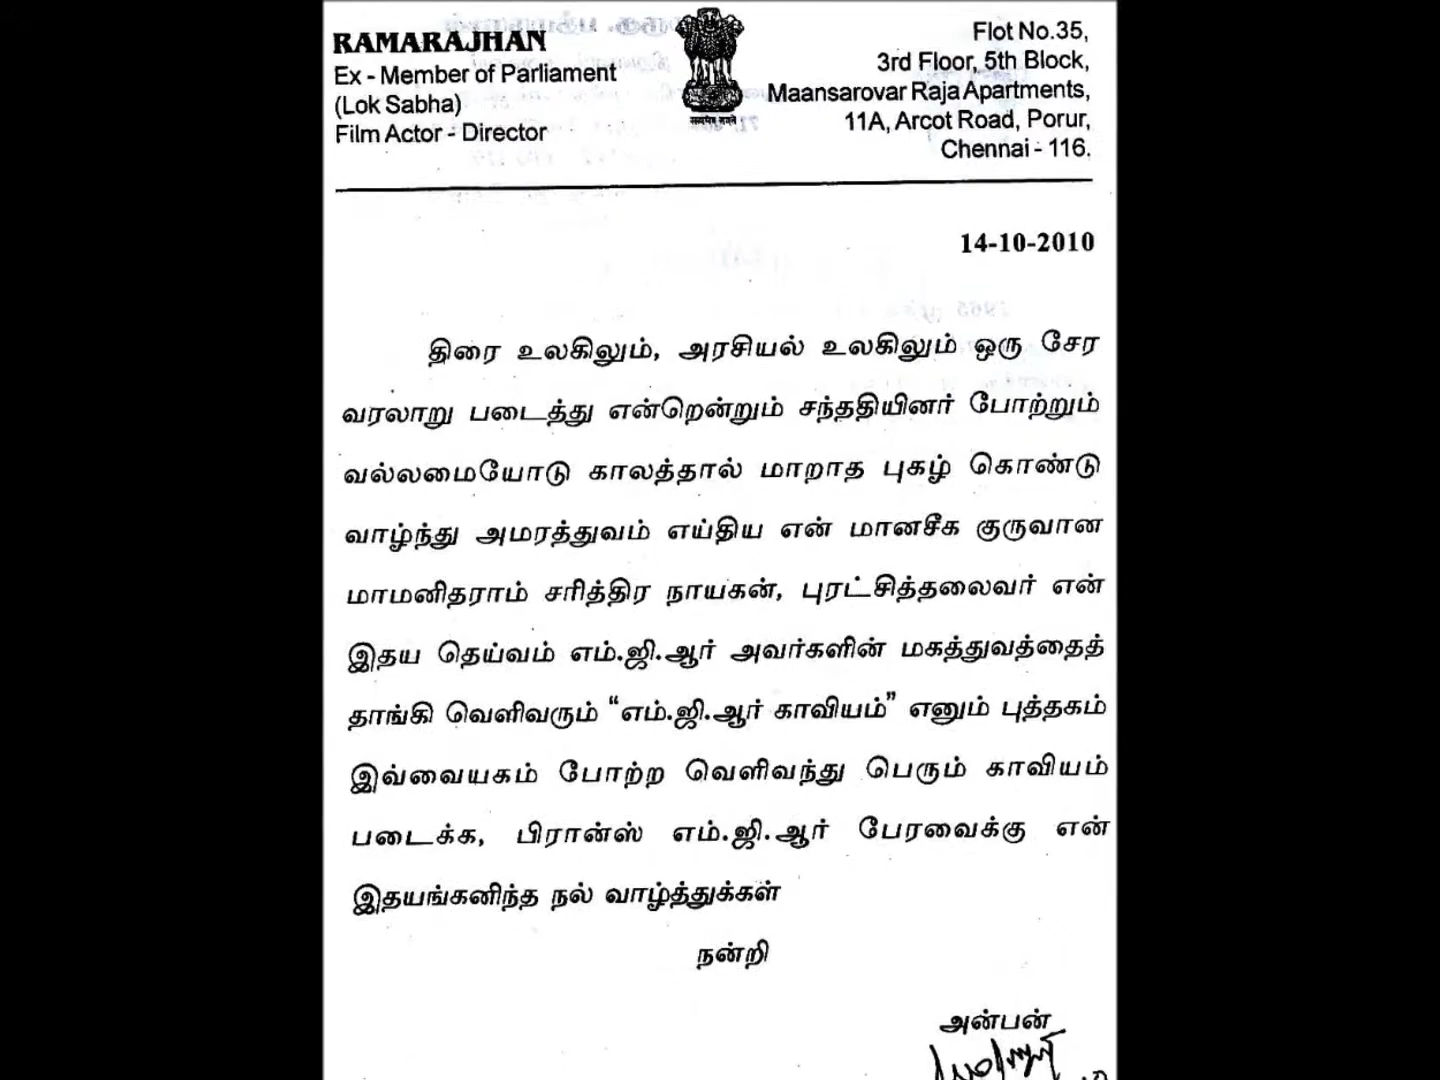 RAMARAJHAN
Ex - Member of Parliament
(Lok Sabha)
Film Actor - Director
सत्यमेव जयते
Flot No.35,
3rd Floor, 5th Block,
Maansarovar Raja Apartments,
11A, Arcot Road, Porur,
Chennai - 116.
14-10-2010
திரை உலகிலும், அரசியல் உலகிலும் ஒரு சேர
வரலாறு படைத்து என்றென்றும் சந்ததியினர் போற்றும்
வல்லமையோடு காலத்தால் மாறாத புகழ் கொண்டு
வாழ்ந்து அமரத்துவம் எய்திய என் மானசீக குருவான
மாமனிதராம் சரித்திர நாயகன், புரட்சித்தலைவர் என்
இதய தெய்வம் எம்.ஜி.ஆர் அவர்களின் மகத்துவத்தைத்
தாங்கி வெளிவரும் “எம்.ஜி.ஆர் காவியம்” எனும் புத்தகம்
இவ்வையகம் போற்ற வெளிவந்து பெரும் காவியம்
படைக்க, பிரான்ஸ் எம்.ஜி.ஆர் பேரவைக்கு என்
இதயங்கனிந்த நல் வாழ்த்துக்கள்
நன்றி
அன்பன்